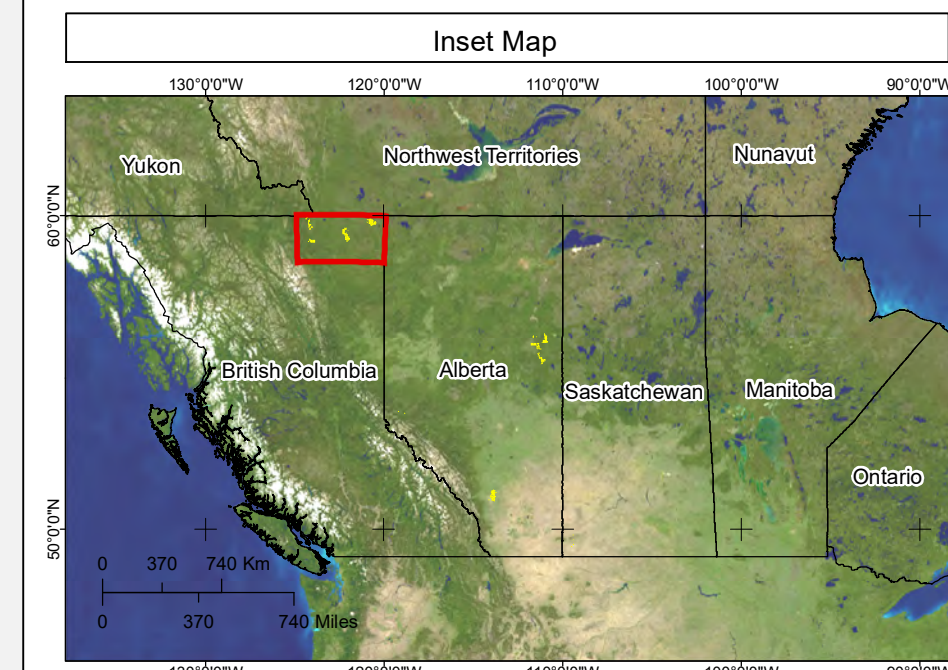 Inset Map
130°0'0"W 120°0'0"W 110°0'0"W 100°0'0"W 90°0'0"W
Yukon
Northwest Territories
Nunavut
60°0'0"N
British Columbia
Alberta
Saskatchewan
Manitoba
Ontario
50°0'0"N
0 370 740 Km
0 370 740 Miles